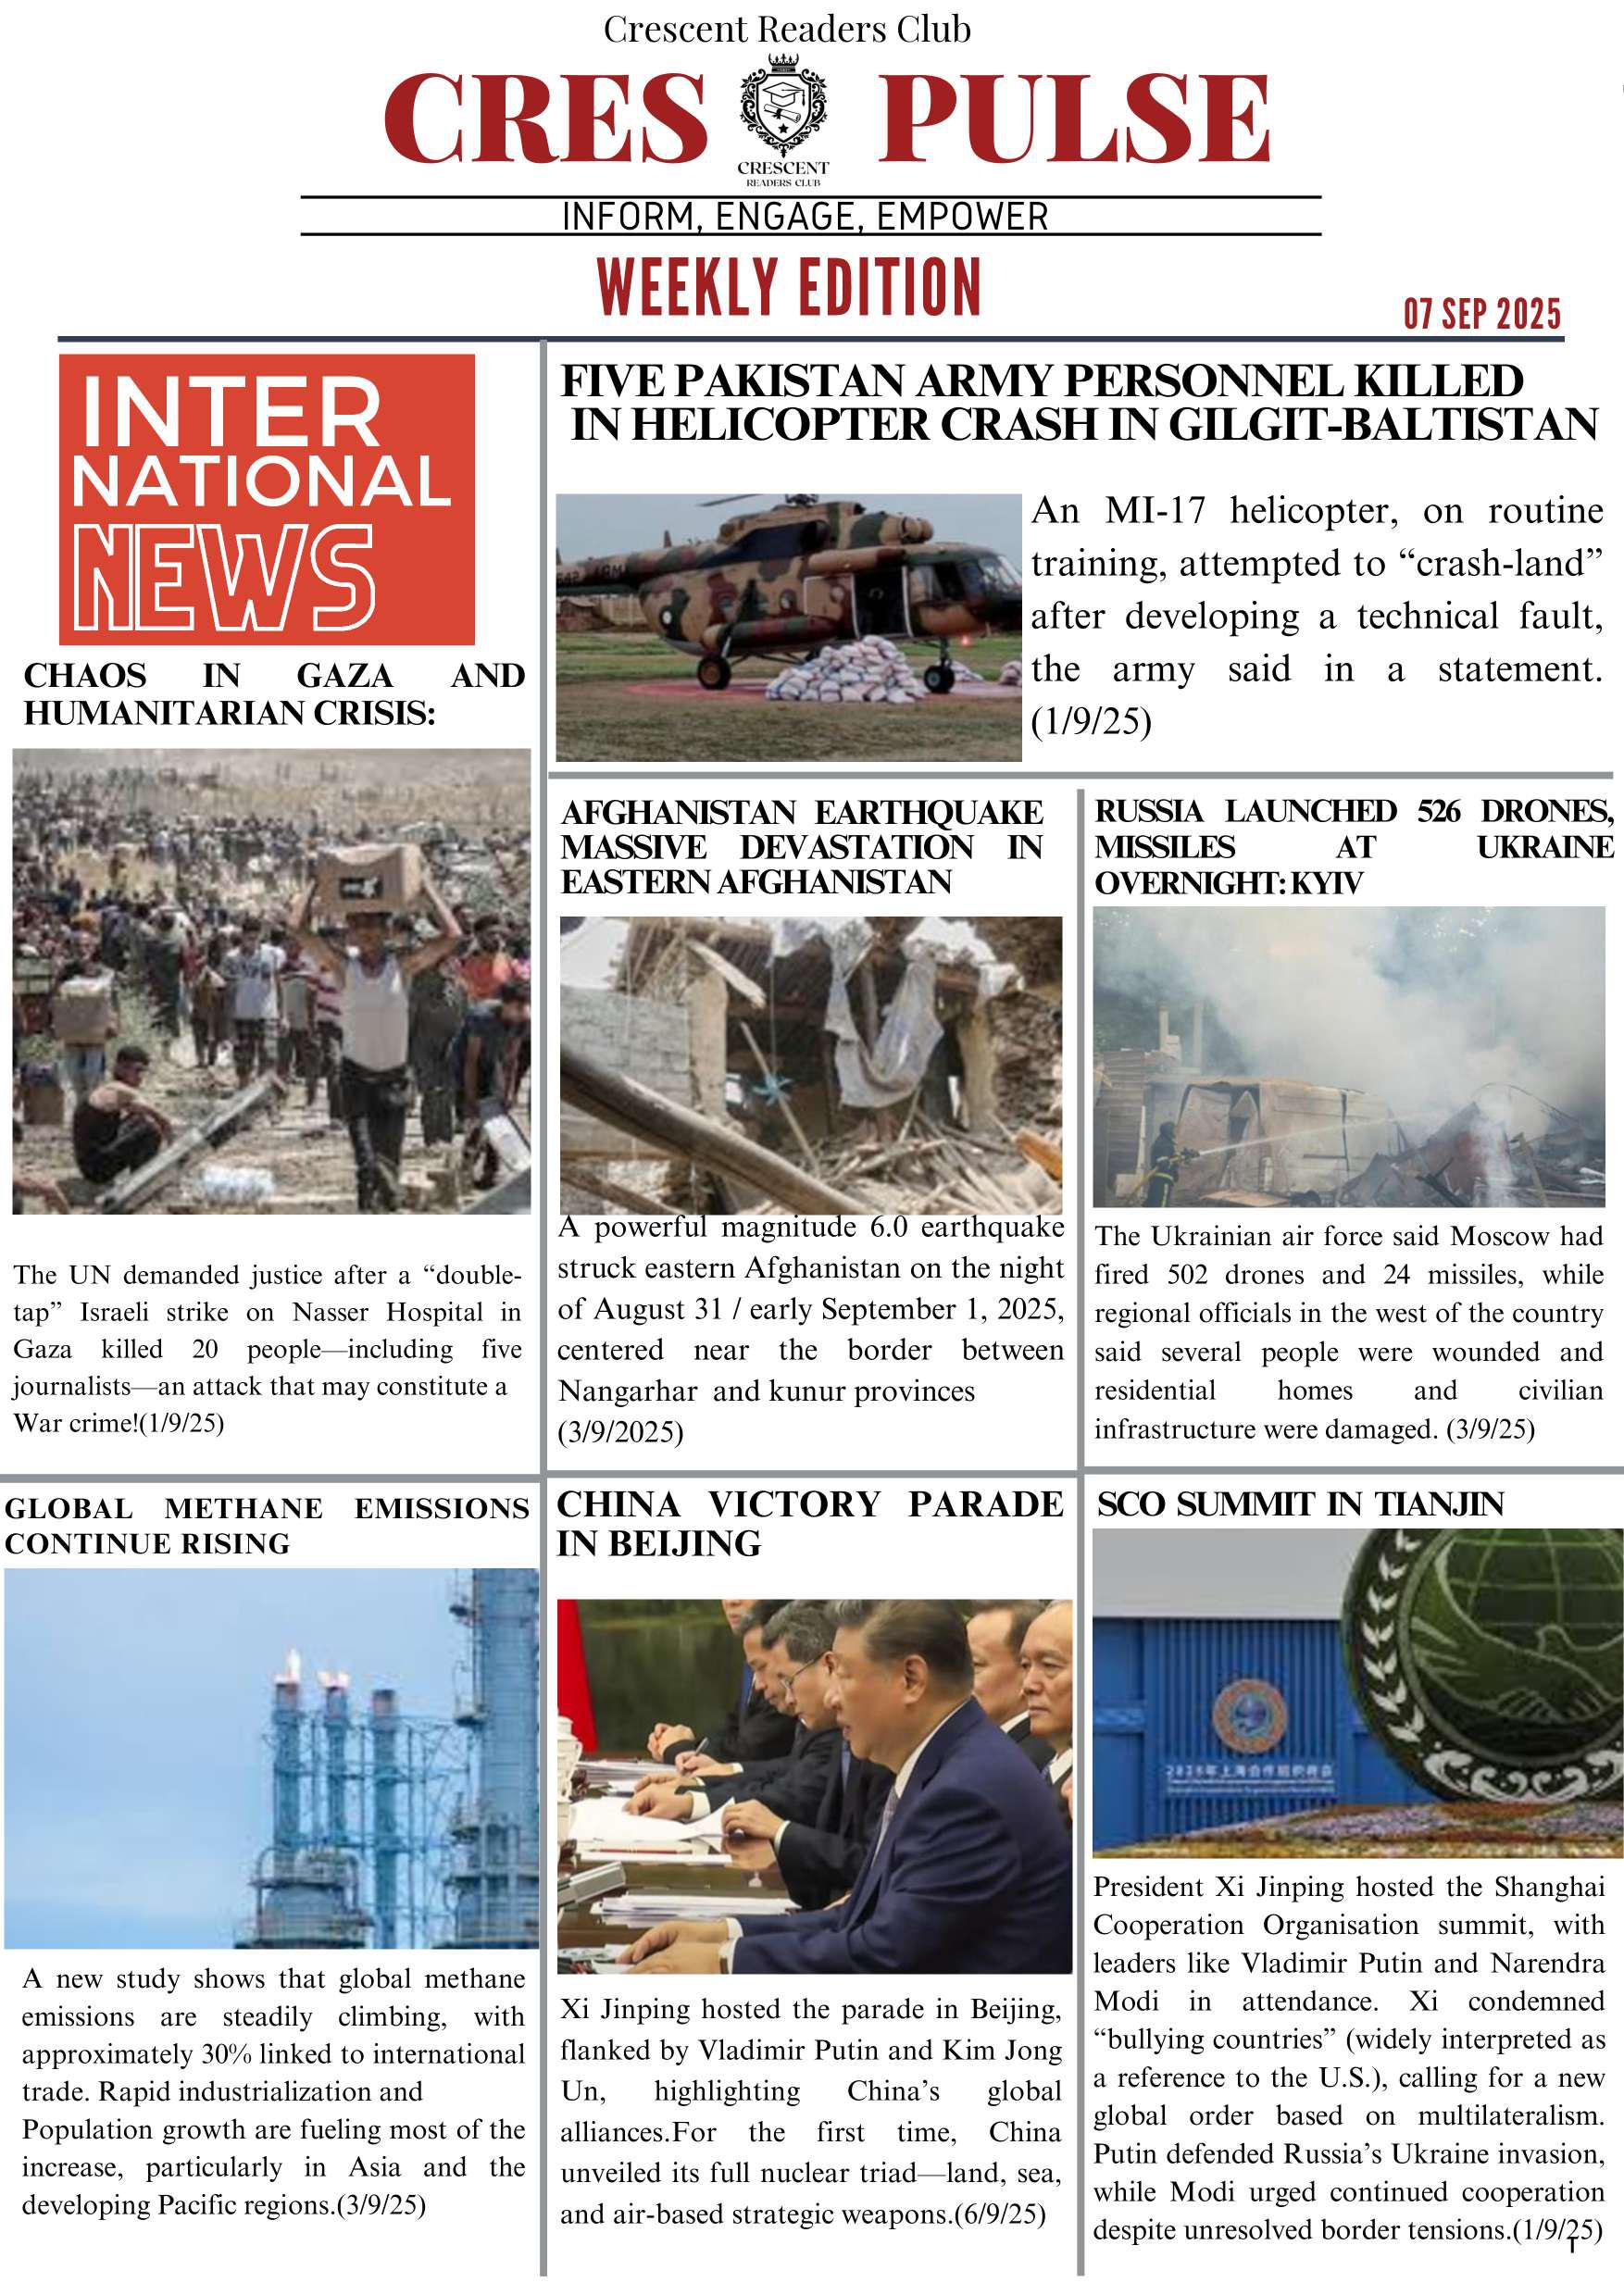 Crescent Readers Club
CRES PULSE
CRESCENT
READERS CLUB
INFORM, ENGAGE, EMPOWER
WEEKLY EDITION
07 SEP 2025
INTER
NATIONAL
NEWS
CHAOS IN GAZA AND
HUMANITARIAN CRISIS:
The UN demanded justice after a “double-
tap” Israeli strike on Nasser Hospital in
Gaza killed 20 people—including five
journalists—an attack that may constitute a
War crime!(1/9/25)
FIVE PAKISTAN ARMY PERSONNEL KILLED
IN HELICOPTER CRASH IN GILGIT-BALTISTAN
An MI-17 helicopter, on routine
training, attempted to “crash-land”
after developing a technical fault,
the army said in a statement.
(1/9/25)
AFGHANISTAN EARTHQUAKE
MASSIVE DEVASTATION IN
EASTERN AFGHANISTAN
A powerful magnitude 6.0 earthquake
struck eastern Afghanistan on the night
of August 31 / early September 1, 2025,
centered near the border between
Nangarhar and kunur provinces
(3/9/2025)
RUSSIA LAUNCHED 526 DRONES,
MISSILES AT UKRAINE
OVERNIGHT: KYIV
The Ukrainian air force said Moscow had
fired 502 drones and 24 missiles, while
regional officials in the west of the country
said several people were wounded and
residential homes and civilian
infrastructure were damaged. (3/9/25)
GLOBAL METHANE EMISSIONS
CONTINUE RISING
A new study shows that global methane
emissions are steadily climbing, with
approximately 30% linked to international
trade. Rapid industrialization and
Population growth are fueling most of the
increase, particularly in Asia and the
developing Pacific regions.(3/9/25)
CHINA VICTORY PARADE
IN BEIJING
Xi Jinping hosted the parade in Beijing,
flanked by Vladimir Putin and Kim Jong
Un, highlighting China’s global
alliances.For the first time, China
unveiled its full nuclear triad—land, sea,
and air-based strategic weapons.(6/9/25)
SCO SUMMIT IN TIANJIN
President Xi Jinping hosted the Shanghai
Cooperation Organisation summit, with
leaders like Vladimir Putin and Narendra
Modi in attendance. Xi condemned
“bullying countries” (widely interpreted as
a reference to the U.S.), calling for a new
global order based on multilateralism.
Putin defended Russia’s Ukraine invasion,
while Modi urged continued cooperation
despite unresolved border tensions.(1/9/25)